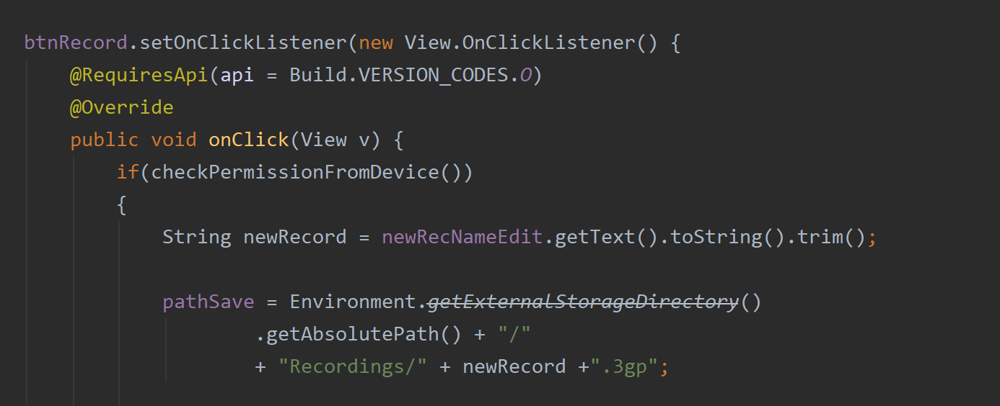 btnRecord.setOnClickListener(new View.OnClickListener() {
@RequiresApi(api = Build.VERSION_CODES.O)
@Override
public void onClick(View v) {
if(checkPermissionFromDevice())
{
String newRecord = newRecNameEdit.getText().toString().trim();
pathSave = Environment.getExternalStorageDirectory()
.getAbsolutePath() + "/"
+ "Recordings/" + newRecord +".3gp";